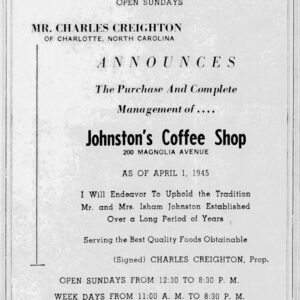 OPEN SUNDAYS
MR. CHARLES CREIGHTON
OF CHARLOTTE, NORTH CAROLINA
ANNOUNCES
The Purchase And Complete
Management of....
Johnston's Coffee Shop
200 MAGNOLIA AVENUE
AS OF APRIL 1, 1945
I Will Endeavor To Uphold the Tradition
Mr. and Mrs. Isham Johnston Established
Over a Long Period of Years
Serving the Best Quality Foods Obtainable
(Signed) CHARLES CREIGHTON, Prop.
OPEN SUNDAYS FROM 12:30 TO 8:30 P. M.
WEEK DAYS FROM 11:00 A. M. TO 8:30 P. M.